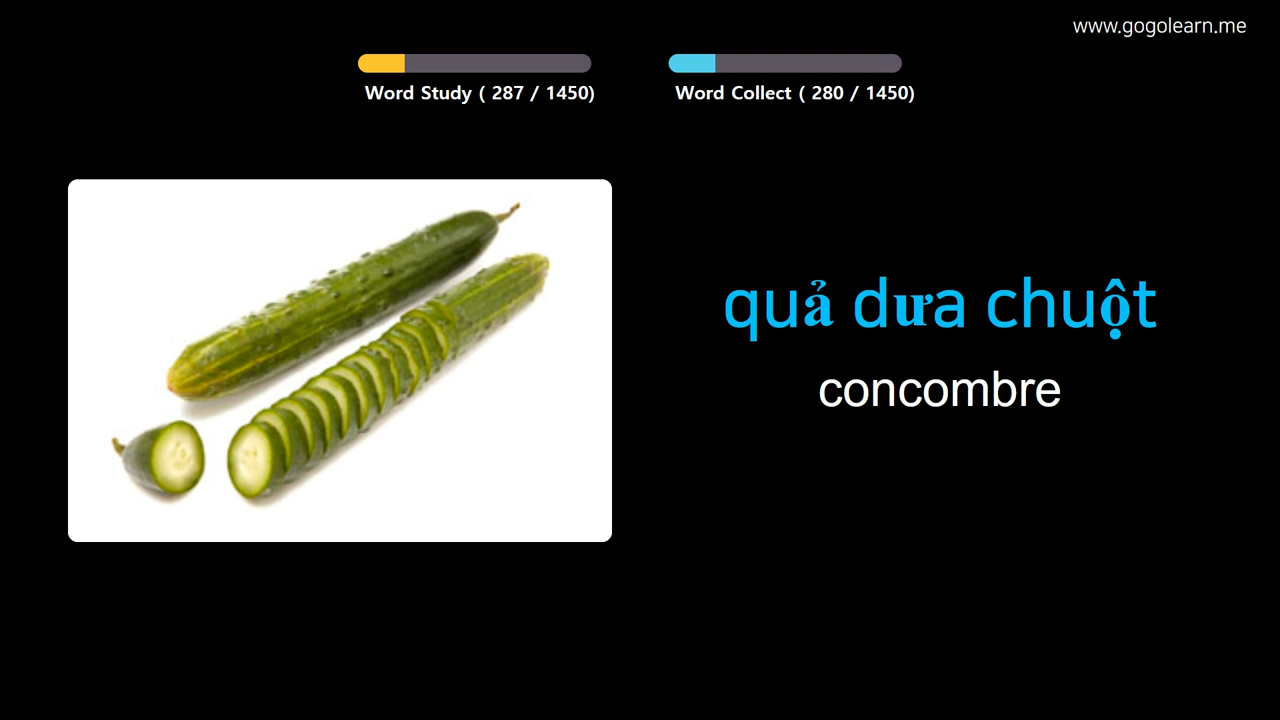 www.gogolearn.me
Word Study ( 287 / 1450)
Word Collect ( 280 / 1450)
quả dưa chuột
concombre